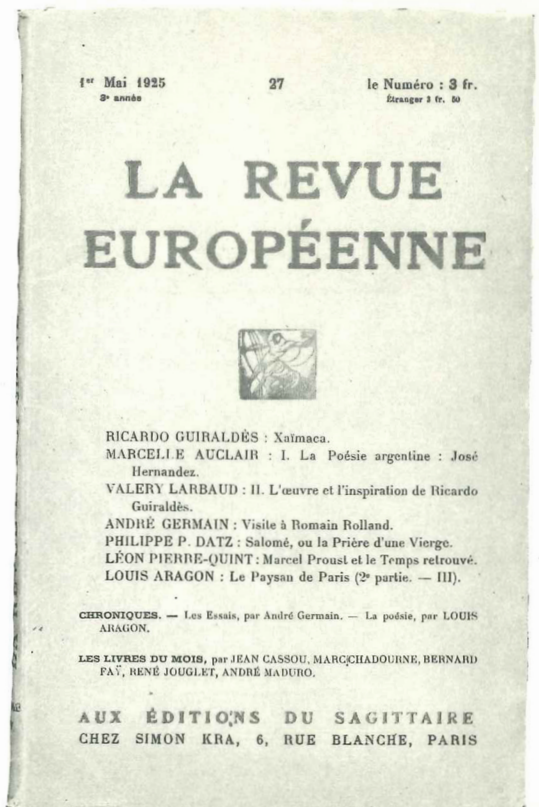 1er Mai 1925 27 le Numéro : 3 fr.
3e année Étranger 3 fr. 50
LA REVUE
EUROPÉENNE
RICARDO GUIRALDÈS : Xaïmaca.
MARCELLE AUCLAIR : I. La Poésie argentine : José
Hernandez.
VALERY LARBAUD : II. L'œuvre et l'inspiration de Ricardo
Guiraldès.
ANDRÉ GERMAIN : Visite à Romain Rolland.
PHILIPPE P. DATZ : Salomé, ou la Prière d'une Vierge.
LÉON PIERRE-QUINT : Marcel Proust et le Temps retrouvé.
LOUIS ARAGON : Le Paysan de Paris (2e partie. — III).
CHRONIQUES. — Les Essais, par André Germain. — La poésie, par LOUIS
ARAGON.
LES LIVRES DU MOIS, par JEAN CASSOU, MARC CHADOURNE, BERNARD
FAŸ, RENÉ JOUGLET, ANDRÉ MADURO.
AUX ÉDITIONS DU SAGITTAIRE
CHEZ SIMON KRA, 6, RUE BLANCHE, PARIS